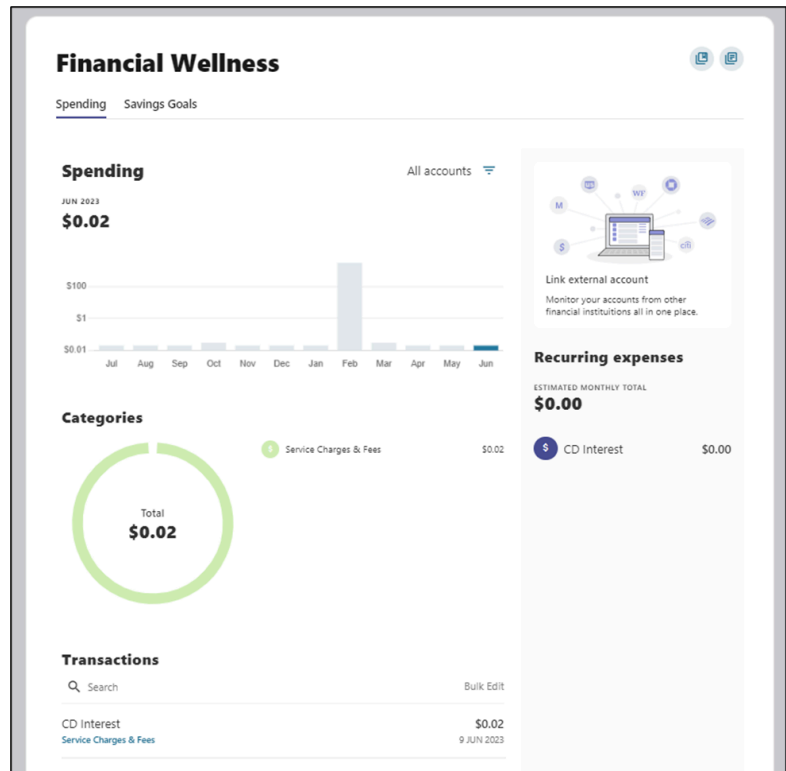 Financial Wellness
Spending
Savings Goals
Spending
All accounts
JUN 2023
$0.02
$100
$1
$0.01
Jul Aug Sep Oct Nov Dec Jan Feb Mar Apr May Jun
Categories
$ Service Charges & Fees $0.02
Total
$0.02
Transactions
Search
Bulk Edit
CD Interest $0.02
Service Charges & Fees 9 JUN 2023
M
WF
$
citi
Link external account
Monitor your accounts from other
financial instituitions all in one place.
Recurring expenses
ESTIMATED MONTHLY TOTAL
$0.00
$ CD Interest $0.00